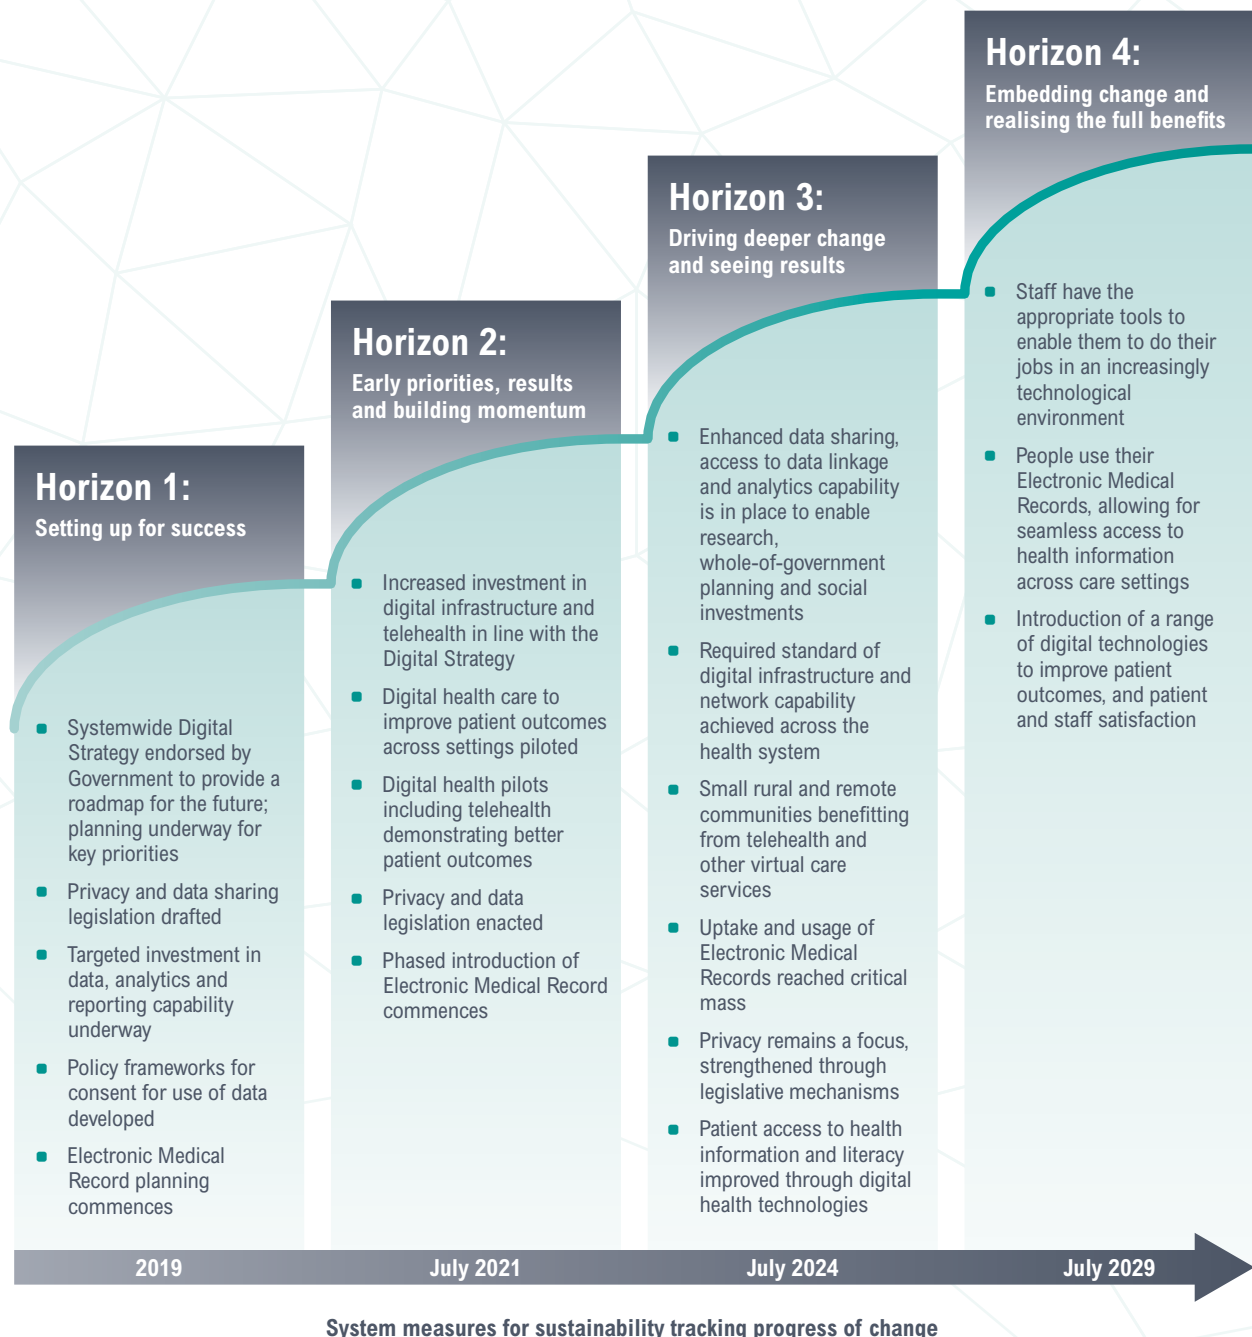 Horizon 1:
Setting up for success
Systemwide Digital
Strategy endorsed by
Government to provide a
roadmap for the future;
planning underway for
key priorities
Privacy and data sharing
legislation drafted
Targeted investment in
data, analytics and
reporting capability
underway
Policy frameworks for
consent for use of data
developed
Electronic Medical
Record planning
commences
Horizon 2:
Early priorities, results
and building momentum
Increased investment in
digital infrastructure and
telehealth in line with the
Digital Strategy
Digital health care to
improve patient outcomes
across settings piloted
Digital health pilots
including telehealth
demonstrating better
patient outcomes
Privacy and data
legislation enacted
Phased introduction of
Electronic Medical Record
commences
Horizon 3:
Driving deeper change
and seeing results
Enhanced data sharing,
access to data linkage
and analytics capability
is in place to enable
research,
whole-of-government
planning and social
investments
Required standard of
digital infrastructure and
network capability
achieved across the
health system
Small rural and remote
communities benefitting
from telehealth and
other virtual care
services
Uptake and usage of
Electronic Medical
Records reached critical
mass
Privacy remains a focus,
strengthened through
legislative mechanisms
Patient access to health
information and literacy
improved through digital
health technologies
Horizon 4:
Embedding change and
realising the full benefits
Staff have the
appropriate tools to
enable them to do their
jobs in an increasingly
technological
environment
People use their
Electronic Medical
Records, allowing for
seamless access to
health information
across care settings
Introduction of a range
of digital technologies
to improve patient
outcomes, and patient
and staff satisfaction
2019
July 2021
July 2024
July 2029
System measures for sustainability tracking progress of change